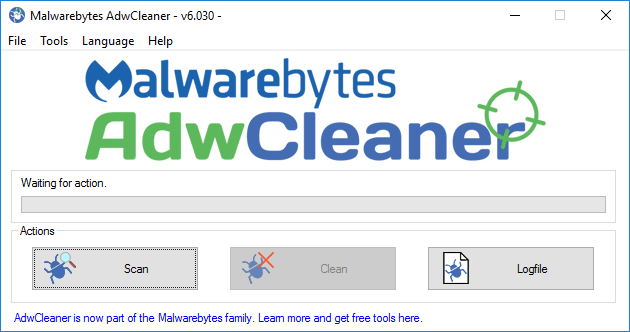 Malwarebytes AdwCleaner - v6.030 -
File Tools Language Help
Malwarebytes
AdwCleaner
Waiting for action.
Actions
Scan Clean Logfile
AdwCleaner is now part of the Malwarebytes family. Learn more and get free tools here.